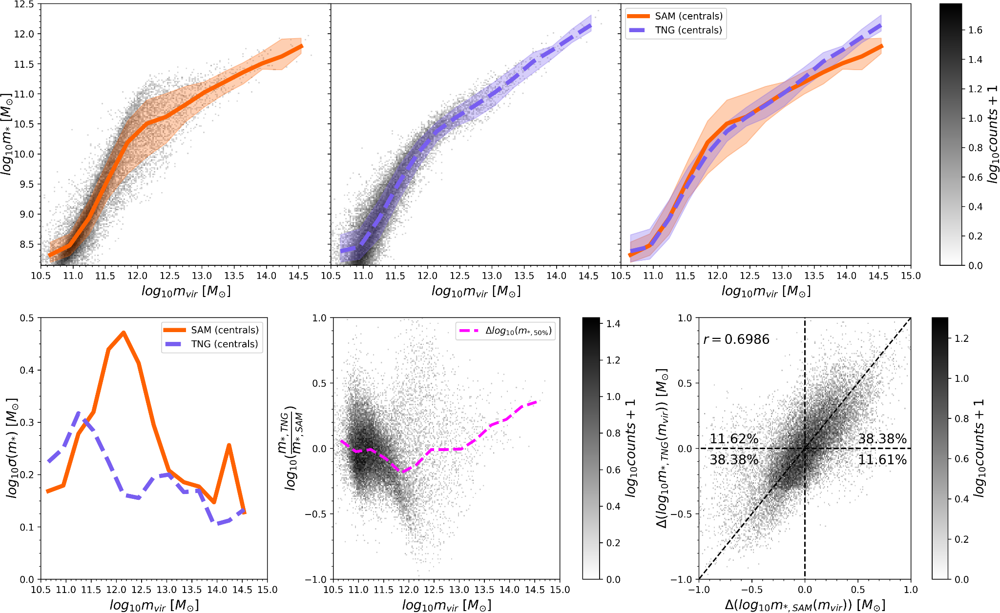 12.5
12.0
11.5
11.0
10.5
10.0
9.5
9.0
8.5
log₁₀m* [M⊙]
10.5 11.0 11.5 12.0 12.5 13.0 13.5 14.0 14.5
log₁₀m_vir [M⊙]
10.5 11.0 11.5 12.0 12.5 13.0 13.5 14.0 14.5
log₁₀m_vir [M⊙]
SAM (centrals)
TNG (centrals)
10.5 11.0 11.5 12.0 12.5 13.0 13.5 14.0 14.5 15.0
log₁₀m_vir [M⊙]
1.6
1.4
1.2
1.0
0.8
0.6
0.4
0.2
0.0
log₁₀counts + 1
0.5
0.4
0.3
0.2
0.1
0.0
log₁₀σ(m*) [M⊙]
SAM (centrals)
TNG (centrals)
10.5 11.0 11.5 12.0 12.5 13.0 13.5 14.0 14.5 15.0
log₁₀m_vir [M⊙]
1.0
0.5
0.0
−0.5
−1.0
log₁₀(m*,TNG / m*,SAM)
Δlog₁₀(m*,50%)
10.5 11.0 11.5 12.0 12.5 13.0 13.5 14.0 14.5 15.0
log₁₀m_vir [M⊙]
1.4
1.2
1.0
0.8
0.6
0.4
0.2
0.0
log₁₀counts + 1
1.0
0.5
0.0
−0.5
−1.0
Δ(log₁₀m*,TNG(m_vir)) [M⊙]
r = 0.6986
11.62% 38.38%
38.38% 11.61%
−1.0 −0.5 0.0 0.5 1.0
Δ(log₁₀m*,SAM(m_vir)) [M⊙]
1.2
1.0
0.8
0.6
0.4
0.2
0.0
log₁₀counts + 1